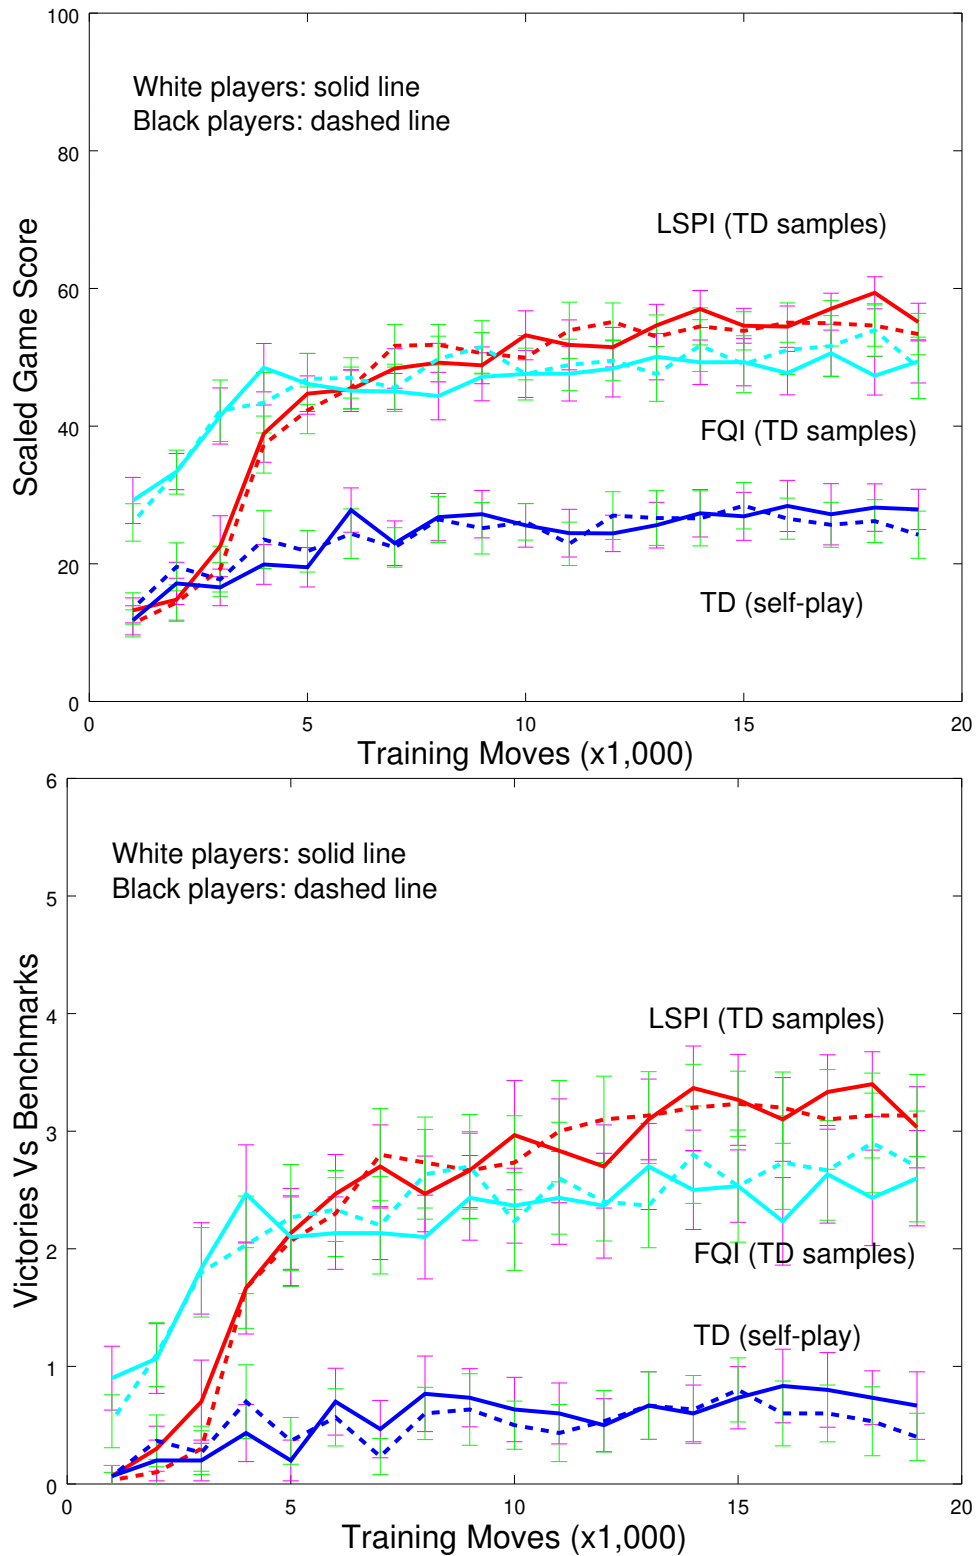 100
White players: solid line
Black players: dashed line
80
LSPI (TD samples)
60
Scaled Game Score
40
FQI (TD samples)
20
TD (self-play)
0
0 5 10 15 20
Training Moves (x1,000)
6
White players: solid line
Black players: dashed line
5
4
LSPI (TD samples)
Victories Vs Benchmarks
3
2
FQI (TD samples)
TD (self-play)
1
0
0 5 10 15 20
Training Moves (x1,000)